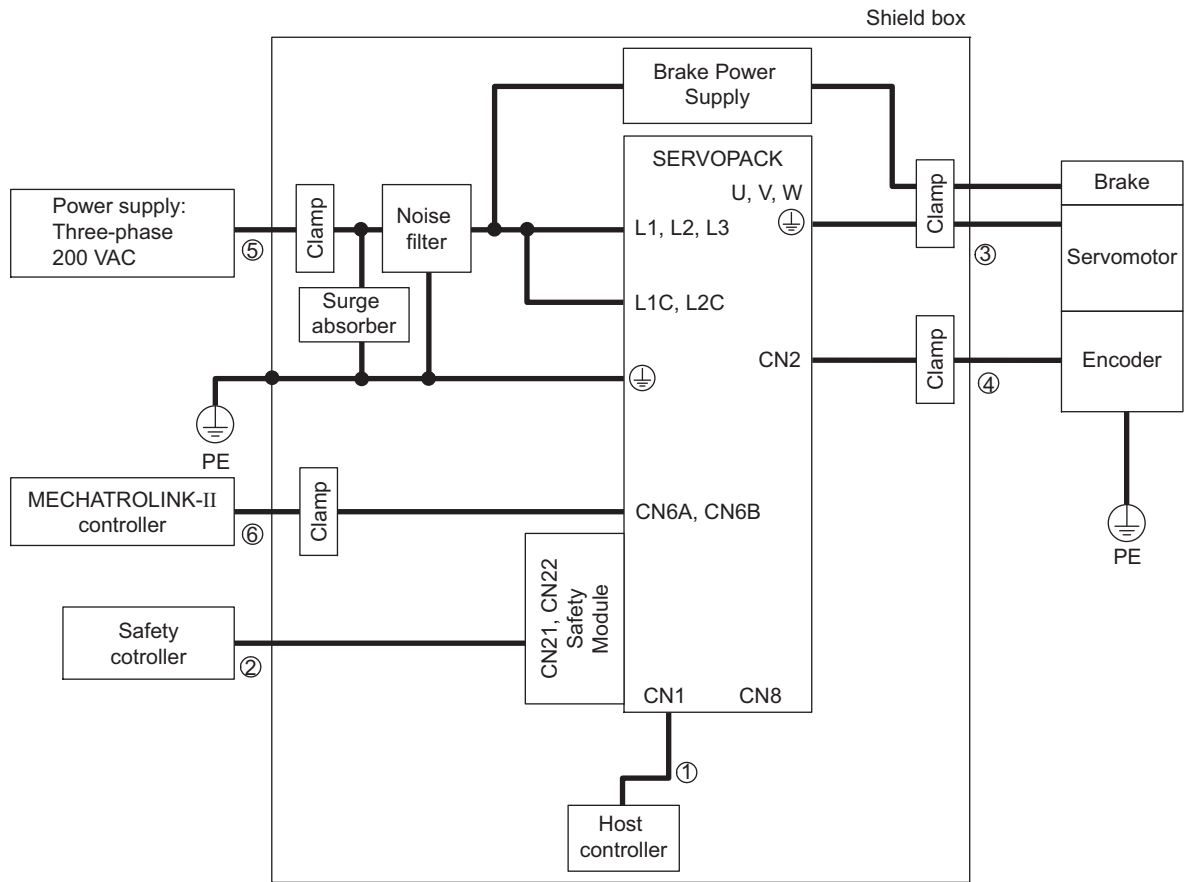 Shield box
Brake Power
Supply
SERVOPACK
U, V, W
L1, L2, L3
L1C, L2C
CN2
CN6A, CN6B
CN1
CN8
Power supply:
Three-phase
200 VAC
⑤
Clamp
Noise
filter
Surge
absorber
PE
MECHATROLINK-II
controller
⑥
Clamp
Safety
cotroller
②
CN21, CN22
Safety
Module
①
Host
controller
Clamp
③
Brake
Servomotor
Clamp
④
Encoder
PE